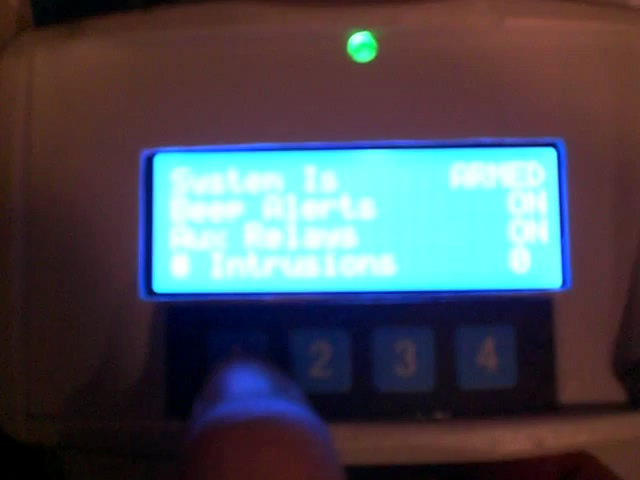 System Is ARMED
Beep Alerts ON
Aux Relays ON
# Intrusions 0
2 3 4